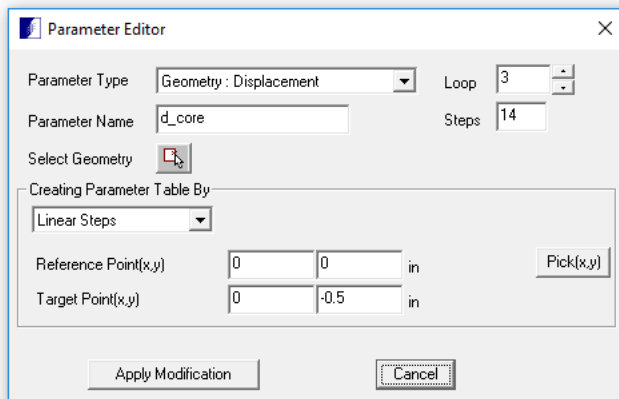 Parameter Editor
Parameter Type Geometry : Displacement Loop 3
Parameter Name d_core Steps 14
Select Geometry
Creating Parameter Table By
Linear Steps
Reference Point(x,y) 0 0 in Pick(x,y)
Target Point(x,y) 0 -0.5 in
Apply Modification Cancel